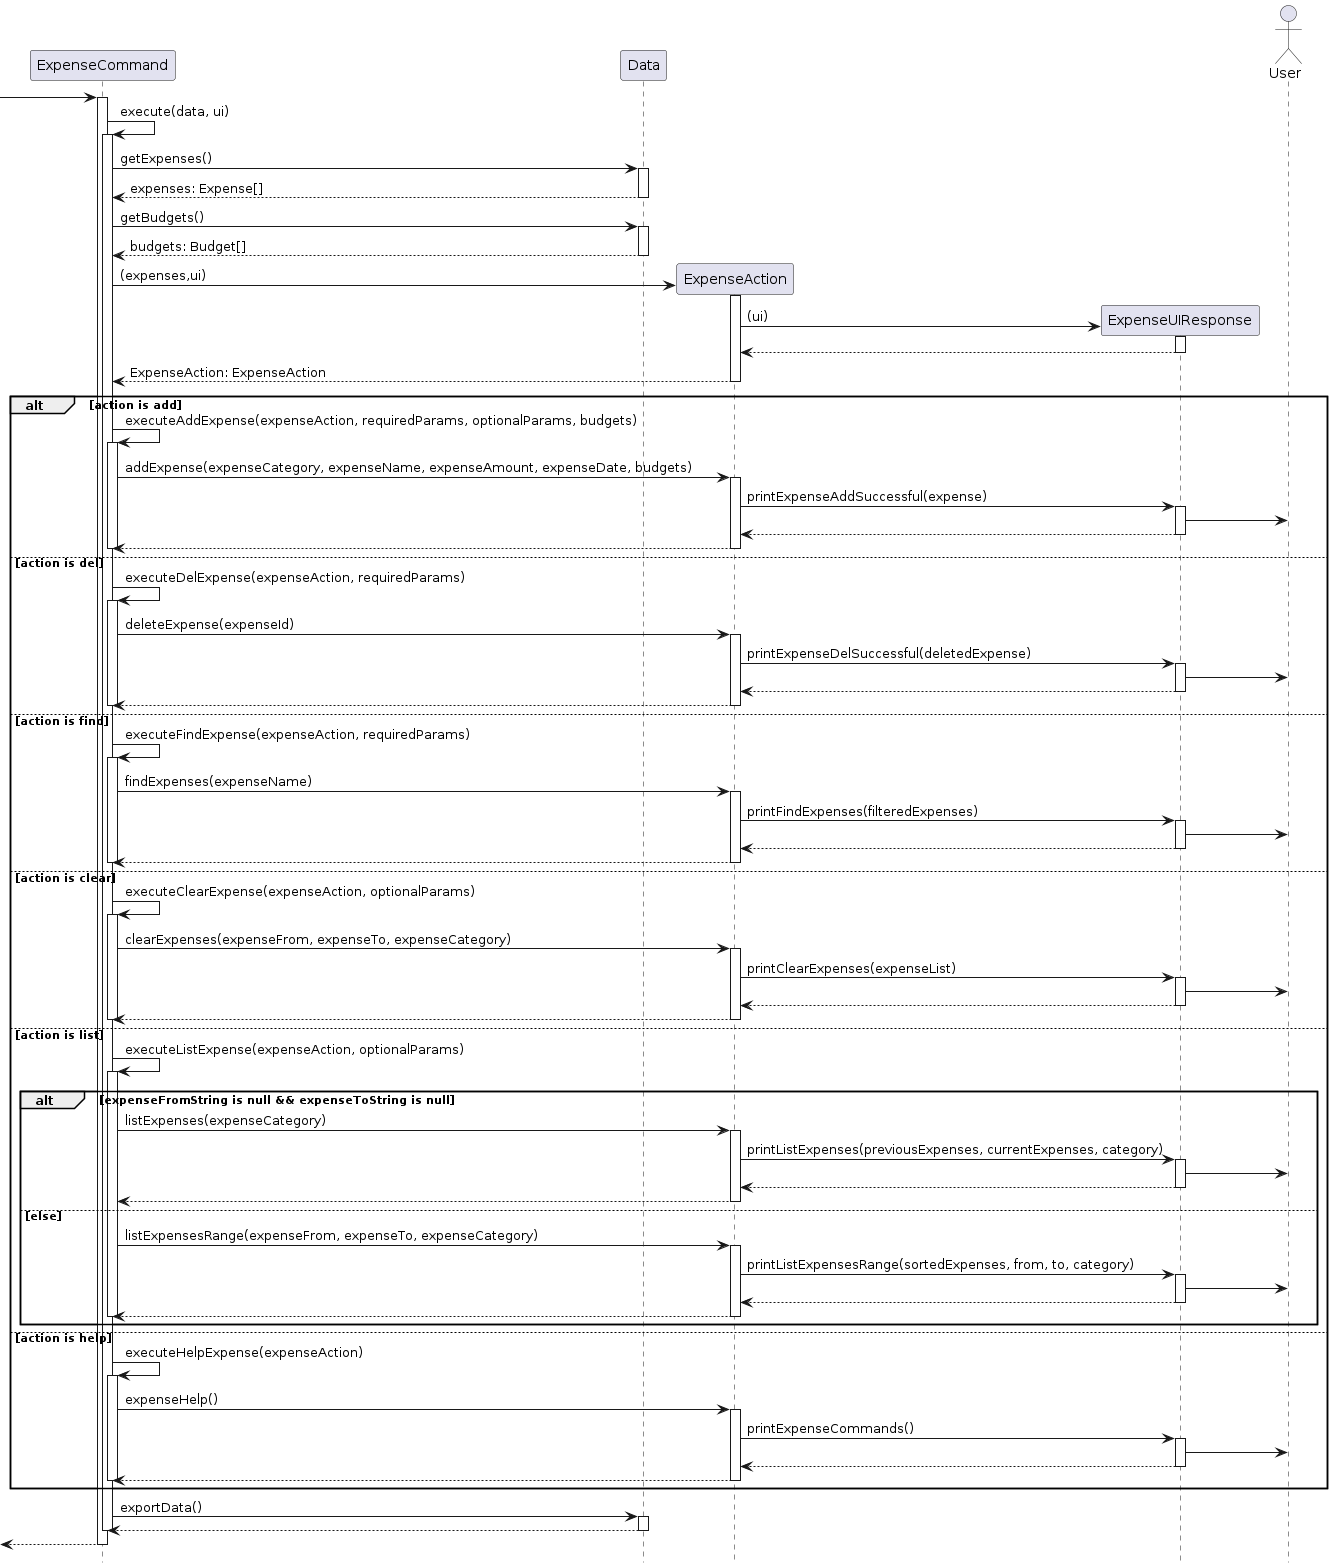 User
ExpenseCommand
Data
execute(data, ui)
getExpenses()
expenses: Expense[]
getBudgets()
budgets: Budget[]
(expenses,ui)
ExpenseAction
(ui)
ExpenseUIResponse
ExpenseAction: ExpenseAction
alt [action is add]
executeAddExpense(expenseAction, requiredParams, optionalParams, budgets)
addExpense(expenseCategory, expenseName, expenseAmount, expenseDate, budgets)
printExpenseAddSuccessful(expense)
[action is del]
executeDelExpense(expenseAction, requiredParams)
deleteExpense(expenseId)
printExpenseDelSuccessful(deletedExpense)
[action is find]
executeFindExpense(expenseAction, requiredParams)
findExpenses(expenseName)
printFindExpenses(filteredExpenses)
[action is clear]
executeClearExpense(expenseAction, optionalParams)
clearExpenses(expenseFrom, expenseTo, expenseCategory)
printClearExpenses(expenseList)
[action is list]
executeListExpense(expenseAction, optionalParams)
alt [expenseFromString is null && expenseToString is null]
listExpenses(expenseCategory)
printListExpenses(previousExpenses, currentExpenses, category)
[else]
listExpensesRange(expenseFrom, expenseTo, expenseCategory)
printListExpensesRange(sortedExpenses, from, to, category)
[action is help]
executeHelpExpense(expenseAction)
expenseHelp()
printExpenseCommands()
exportData()